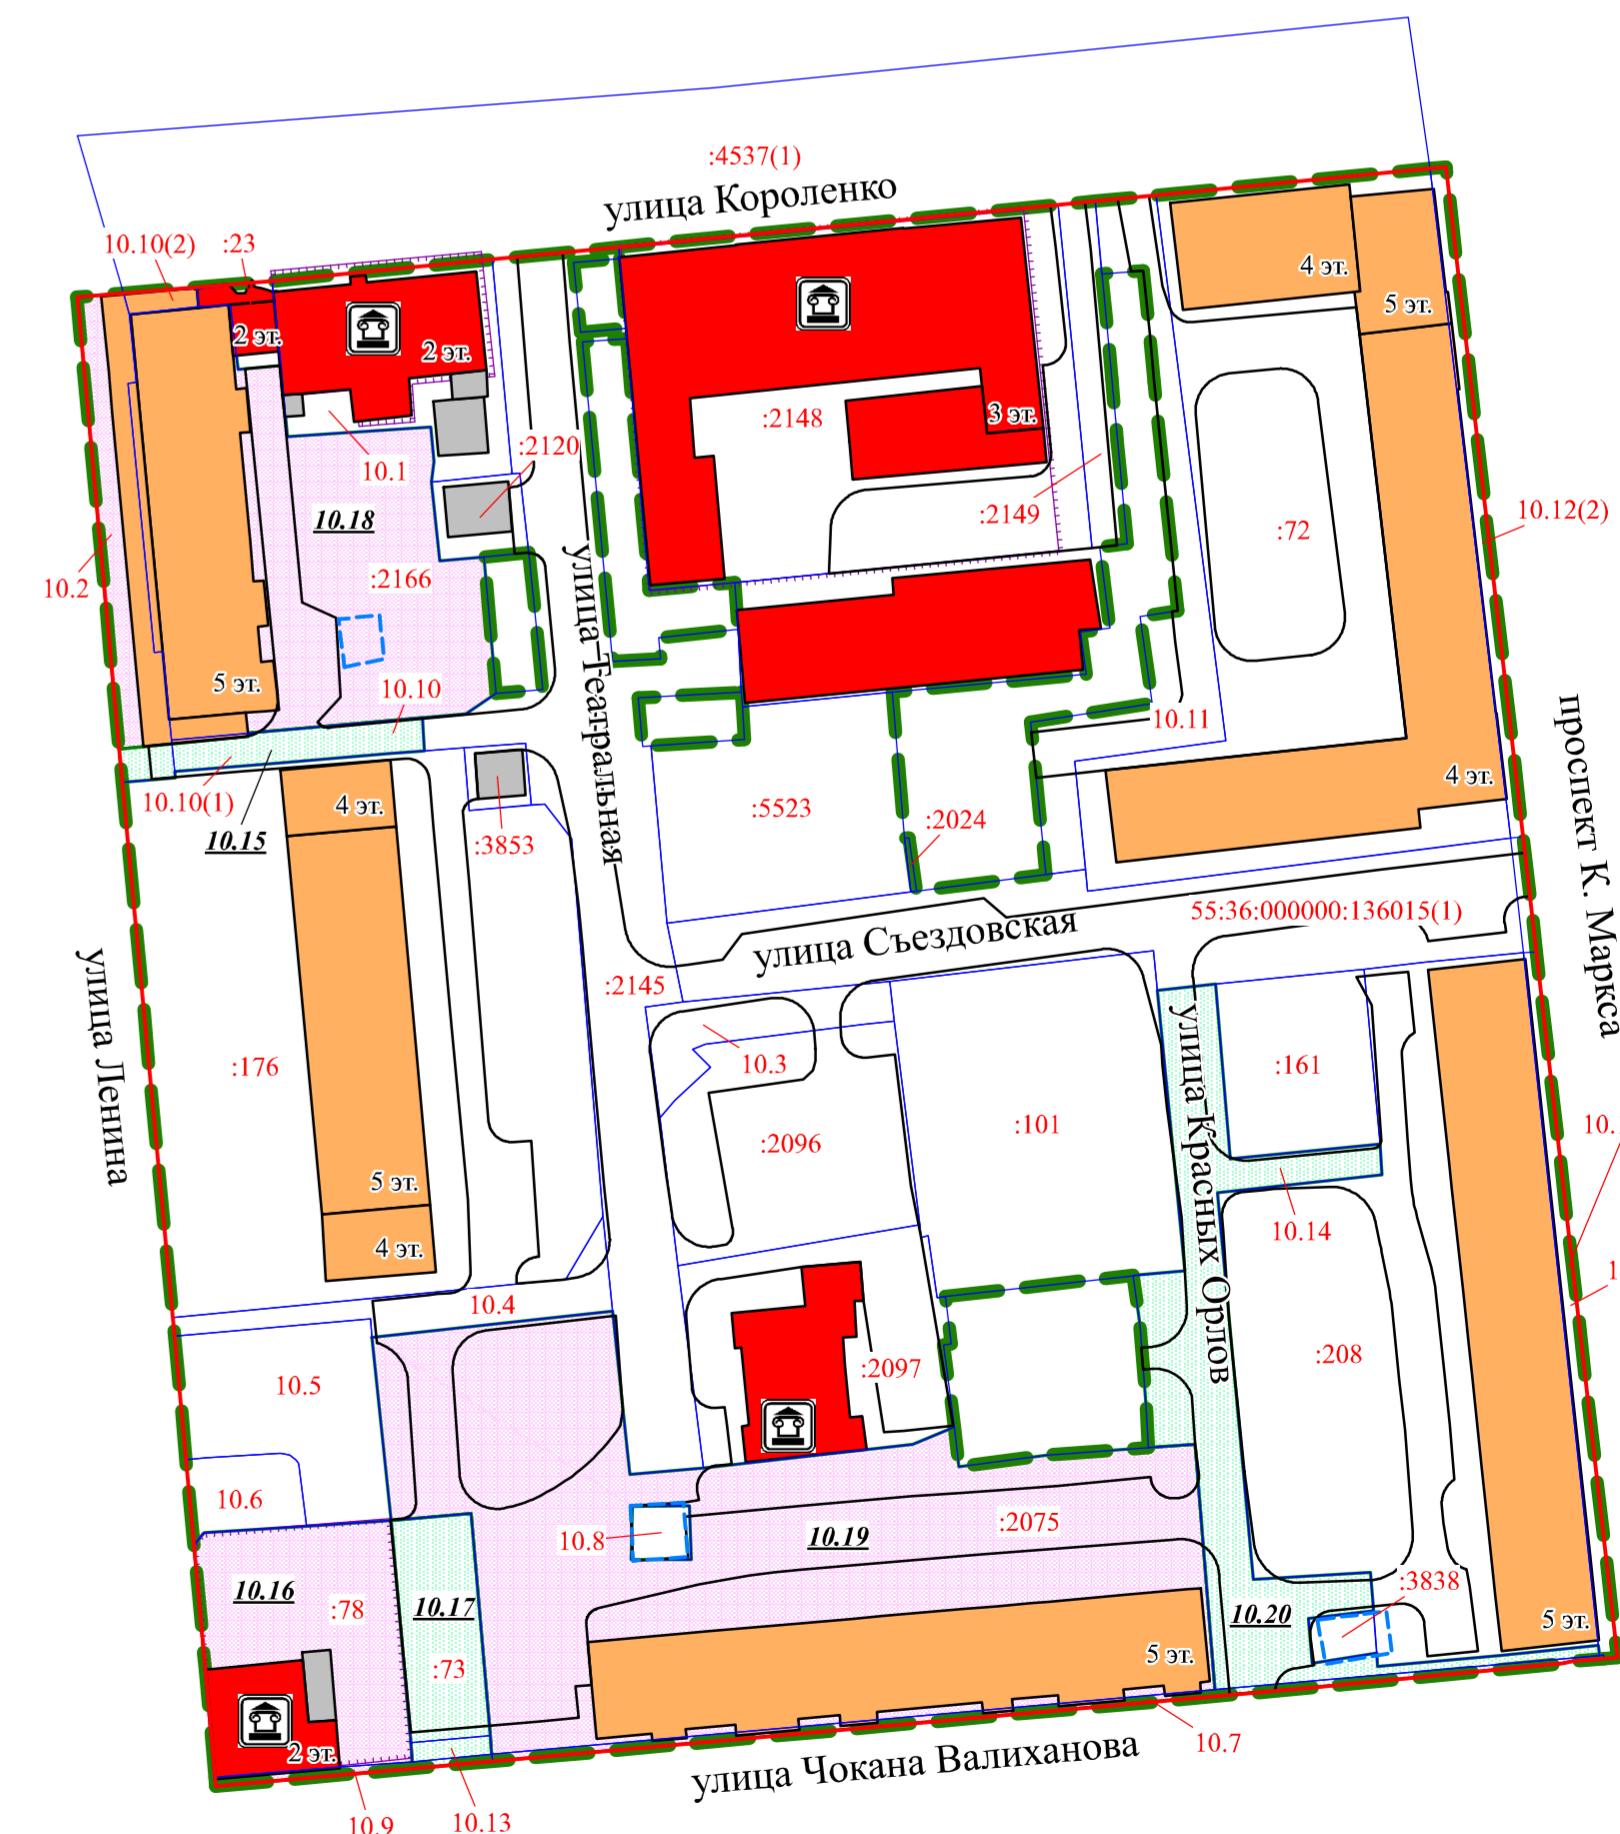 :4537(1)
улица Короленко
10.10(2)
:23
2 эт.
2 эт.
4 эт.
5 эт.
:2148
3 эт.
:2120
10.1
10.18
:2149
:72
10.12(2)
10.2
:2166
5 эт.
10.10
улица Театральная
10.11
проспект К. Маркса
10.10(1)
10.15
4 эт.
:3853
:5523
:2024
4 эт.
55:36:000000:136015(1)
улица Съездовская
:2145
улица Ленина
:176
10.3
:2096
:101
улица Красных Орлов
:161
10.
5 эт.
4 эт.
10.14
1
10.4
10.5
:2097
:208
10.6
10.8
10.19
:2075
10.16
:78
10.17
:3838
10.20
5 эт.
:73
5 эт.
2 эт.
10.7
улица Чокана Валиханова
10.9
10.13